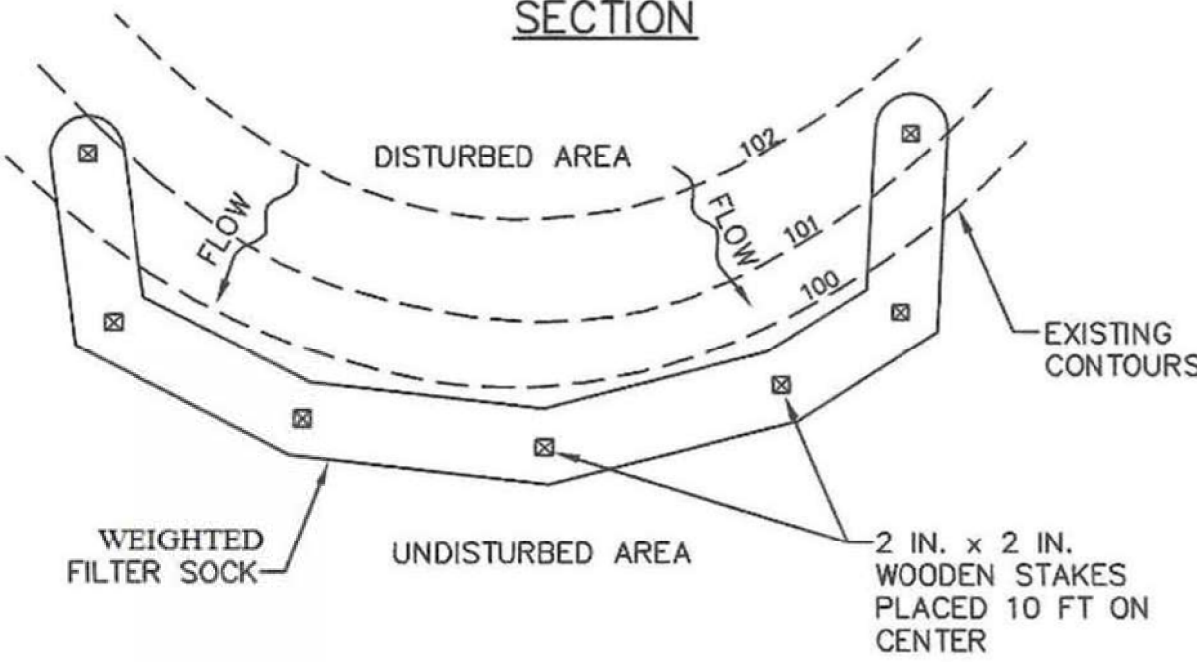 SECTION
DISTURBED AREA
102
FLOW
FLOW
101
100
EXISTING
CONTOURS
WEIGHTED
FILTER SOCK
UNDISTURBED AREA
2 IN. x 2 IN.
WOODEN STAKES
PLACED 10 FT ON
CENTER